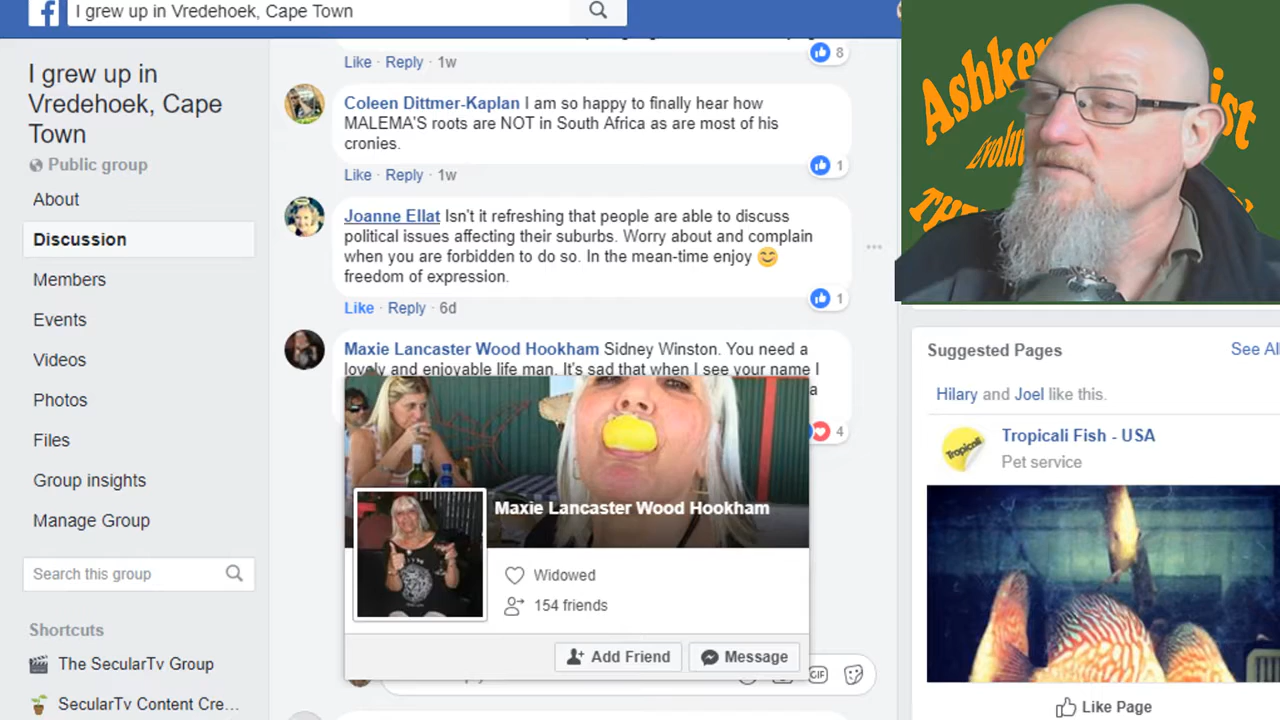 I grew up in Vredehoek, Cape Town
I grew up in
Vredehoek, Cape
Town
Public group
About
Discussion
Members
Events
Videos
Photos
Files
Group insights
Manage Group
Search this group
Shortcuts
The SecularTv Group
SecularTv Content Cre...
8
Like · Reply · 1w
Coleen Dittmer-Kaplan I am so happy to finally hear how
MALEMA'S roots are NOT in South Africa as are most of his
cronies.
1
Like · Reply · 1w
Joanne Ellat Isn't it refreshing that people are able to discuss
political issues affecting their suburbs. Worry about and complain
when you are forbidden to do so. In the mean-time enjoy 😊
freedom of expression.
1
Like · Reply · 6d
Maxie Lancaster Wood Hookham Sidney Winston. You need a
lovely and enjoyable life man. It's sad that when I see your name I
a
4
Maxie Lancaster Wood Hookham
Widowed
154 friends
Add Friend
Message
GIF
Suggested Pages
See All
Hilary and Joel like this.
Tropicali Fish - USA
Pet service
Tropicali
Like Page